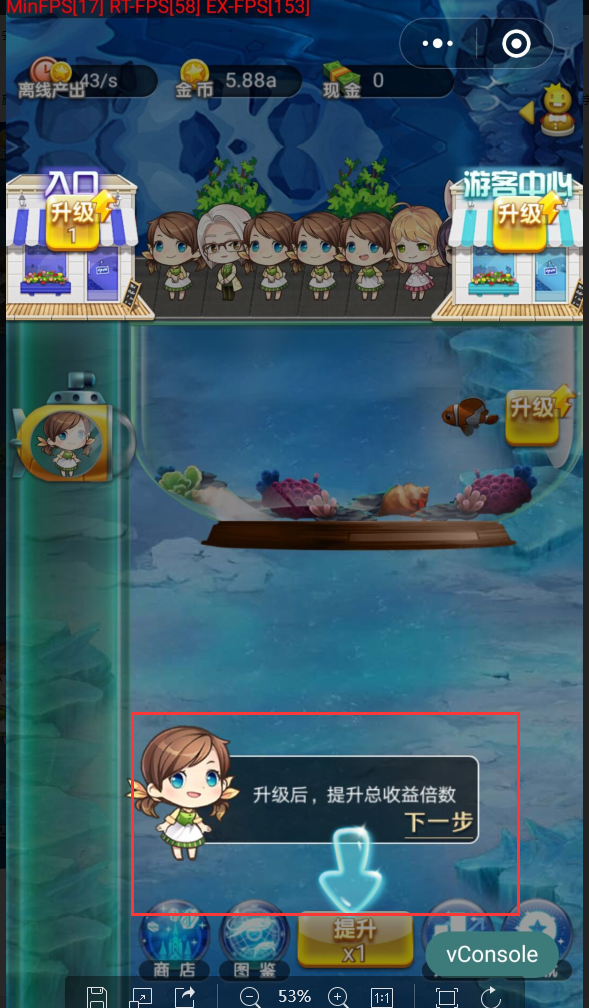 MinFPS[17] RT-FPS[58] EX-FPS[153]
43/s
离线产出
金币
5.88a
现金
0
入口
升级
1
游客中心
升级
升级
升级后，提升总收益倍数
下一步
提升
x1
商店
图鉴
vConsole
53%
1:1